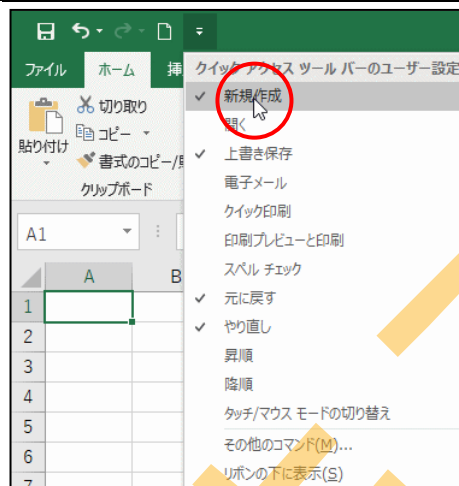 ファイル ホーム 挿
クイック アクセス ツール バーのユーザー設定
新規作成
開く
上書き保存
電子メール
クイック印刷
印刷プレビューと印刷
スペル チェック
元に戻す
やり直し
昇順
降順
タッチ/マウス モードの切り替え
その他のコマンド(M)...
リボンの下に表示(S)
貼り付け
切り取り
コピー
書式のコピー/貼
クリップボード
A1
A B
1
2
3
4
5
6
7